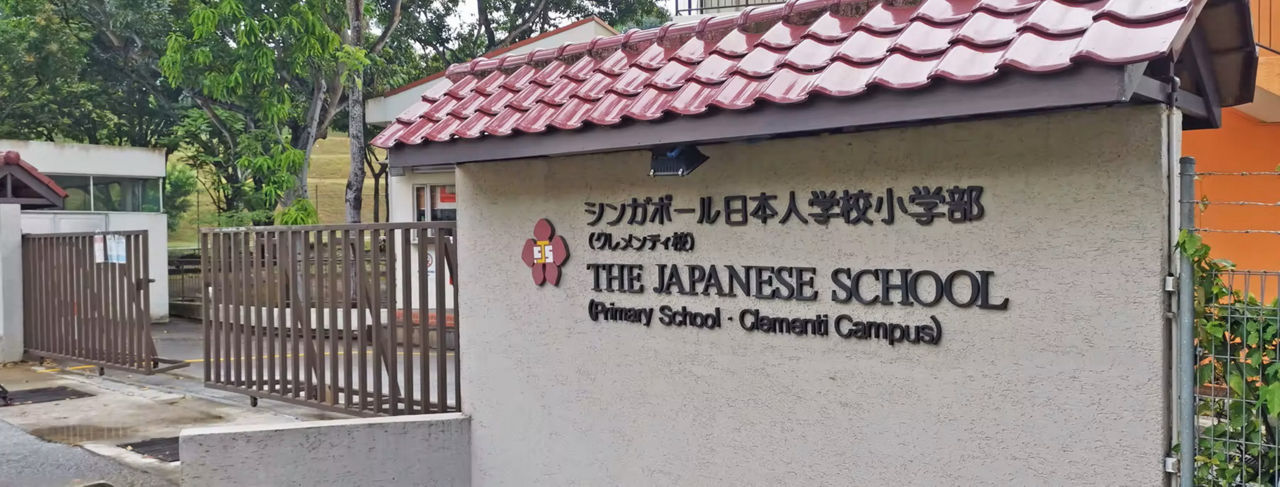 シンガポール日本人学校小学部
(クレメンティ校)
THE JAPANESE SCHOOL
(Primary School · Clementi Campus)